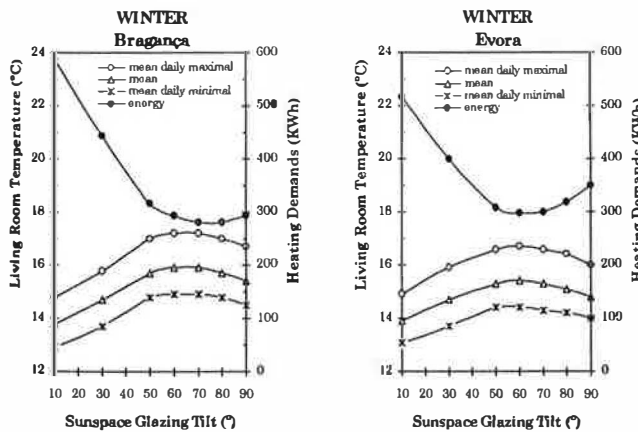 WINTER
Bragança
24
22
20
18
16
14
12
600
500
400
300
200
100
0
mean daily maximal
mean
mean daily minimal
energy
Living Room Temperature (°C)
Heating Demands (KWh)
10 20 30 40 50 60 70 80 90
Sunspace Glazing Tilt (°)
WINTER
Evora
24
22
20
18
16
14
12
600
500
400
300
200
100
0
mean daily maximal
mean
mean daily minimal
energy
Living Room Temperature (°C)
Heating Demands (KWh)
10 20 30 40 50 60 70 80 90
Sunspace Glazing Tilt (°)